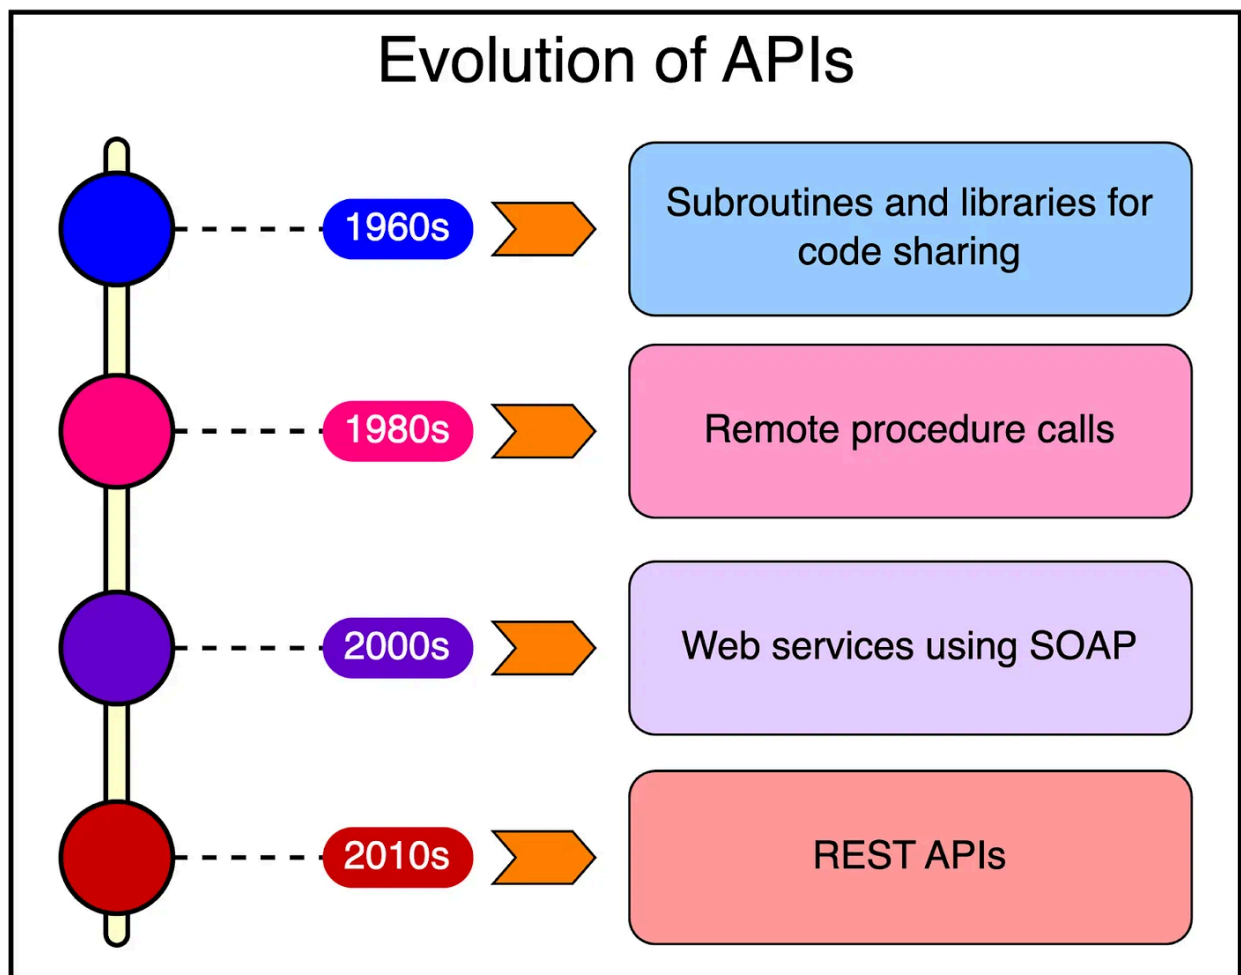 Evolution of APIs
1960s
Subroutines and libraries for
code sharing
1980s
Remote procedure calls
2000s
Web services using SOAP
2010s
REST APIs